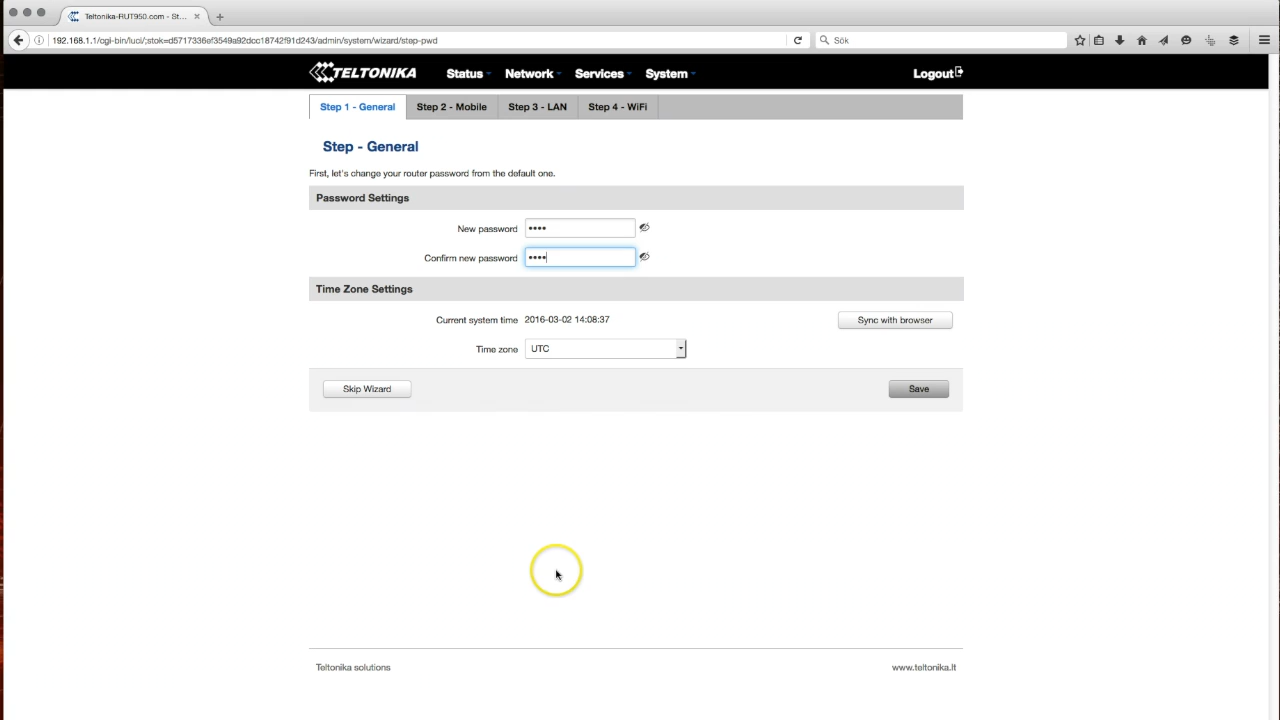 Teltonika-RUT950.com - St...
192.168.1.1/cgi-bin/luci/;stok=d5717336ef3549a92dcc18742f91d243/admin/system/wizard/step-pwd
Sök
TELTONIKA Status Network Services System Logout
Step 1 - General Step 2 - Mobile Step 3 - LAN Step 4 - WiFi
Step - General
First, let's change your router password from the default one.
Password Settings
New password ••••
Confirm new password ••••
Time Zone Settings
Current system time 2016-03-02 14:08:37 Sync with browser
Time zone UTC
Skip Wizard Save
Teltonika solutions www.teltonika.lt